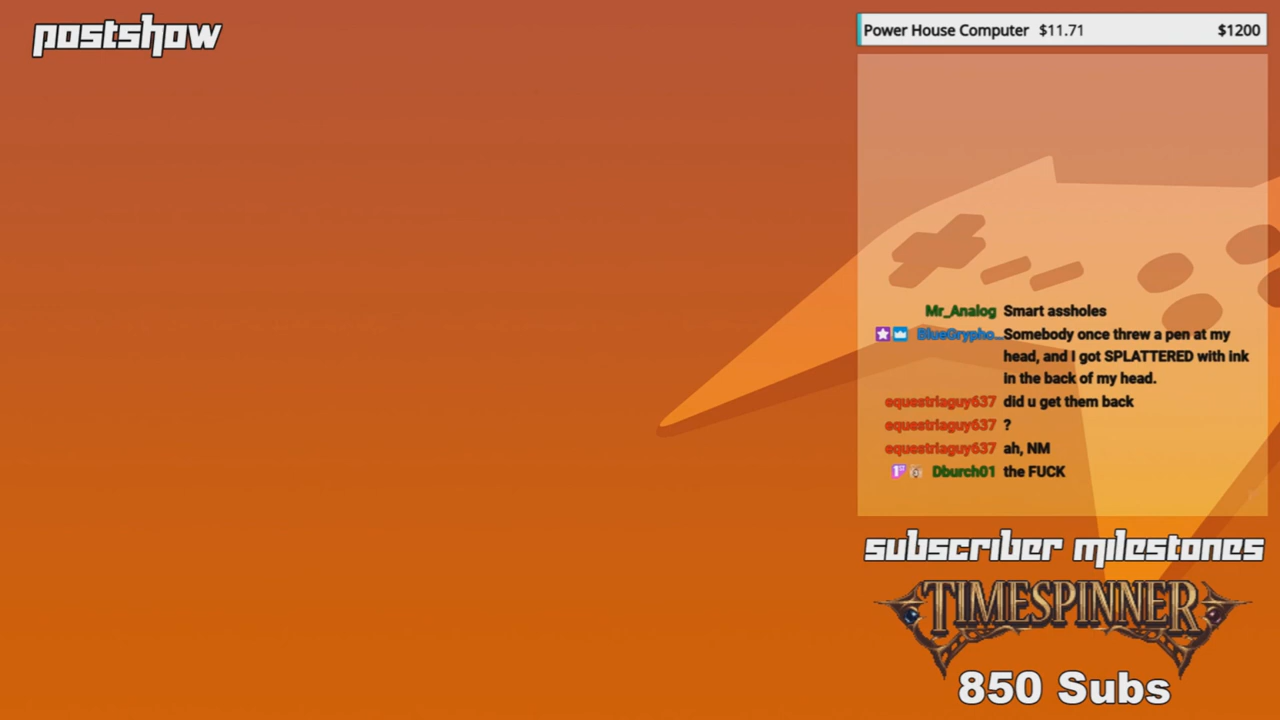 postshow
Power House Computer $11.71 $1200
Mr_Analog Smart assholes
BlueGrypho... Somebody once threw a pen at my
head, and I got SPLATTERED with ink
in the back of my head.
equestriaguy637 did u get them back
equestriaguy637 ?
equestriaguy637 ah, NM
Dburch01 the FUCK
subscriber milestones
TIMESPINNER
850 Subs